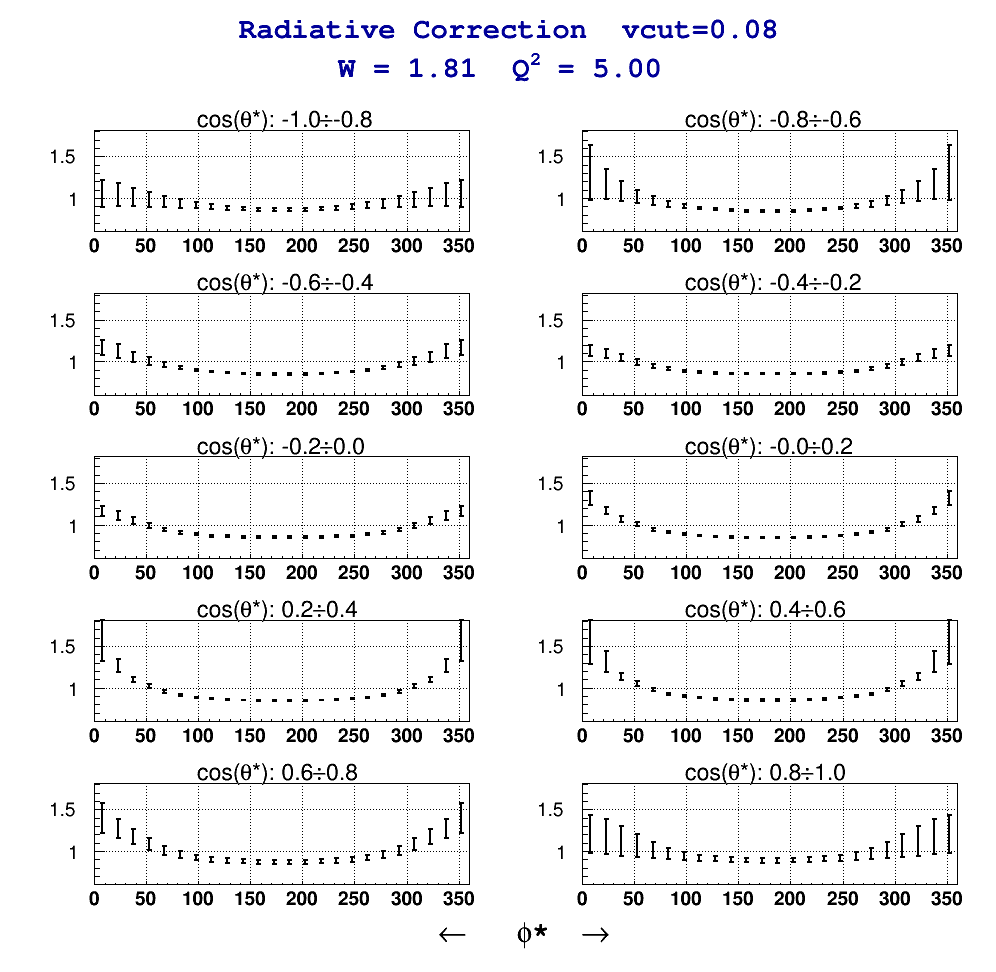 Radiative Correction vcut=0.08
W = 1.81 Q² = 5.00
cos(θ*): -1.0÷-0.8 cos(θ*): -0.8÷-0.6
1.5 1.5
1 1
0 50 100 150 200 250 300 350 0 50 100 150 200 250 300 350
cos(θ*): -0.6÷-0.4 cos(θ*): -0.4÷-0.2
1.5 1.5
1 1
0 50 100 150 200 250 300 350 0 50 100 150 200 250 300 350
cos(θ*): -0.2÷0.0 cos(θ*): -0.0÷0.2
1.5 1.5
1 1
0 50 100 150 200 250 300 350 0 50 100 150 200 250 300 350
cos(θ*): 0.2÷0.4 cos(θ*): 0.4÷0.6
1.5 1.5
1 1
0 50 100 150 200 250 300 350 0 50 100 150 200 250 300 350
cos(θ*): 0.6÷0.8 cos(θ*): 0.8÷1.0
1.5 1.5
1 1
0 50 100 150 200 250 300 350 0 50 100 150 200 250 300 350
← ϕ* →